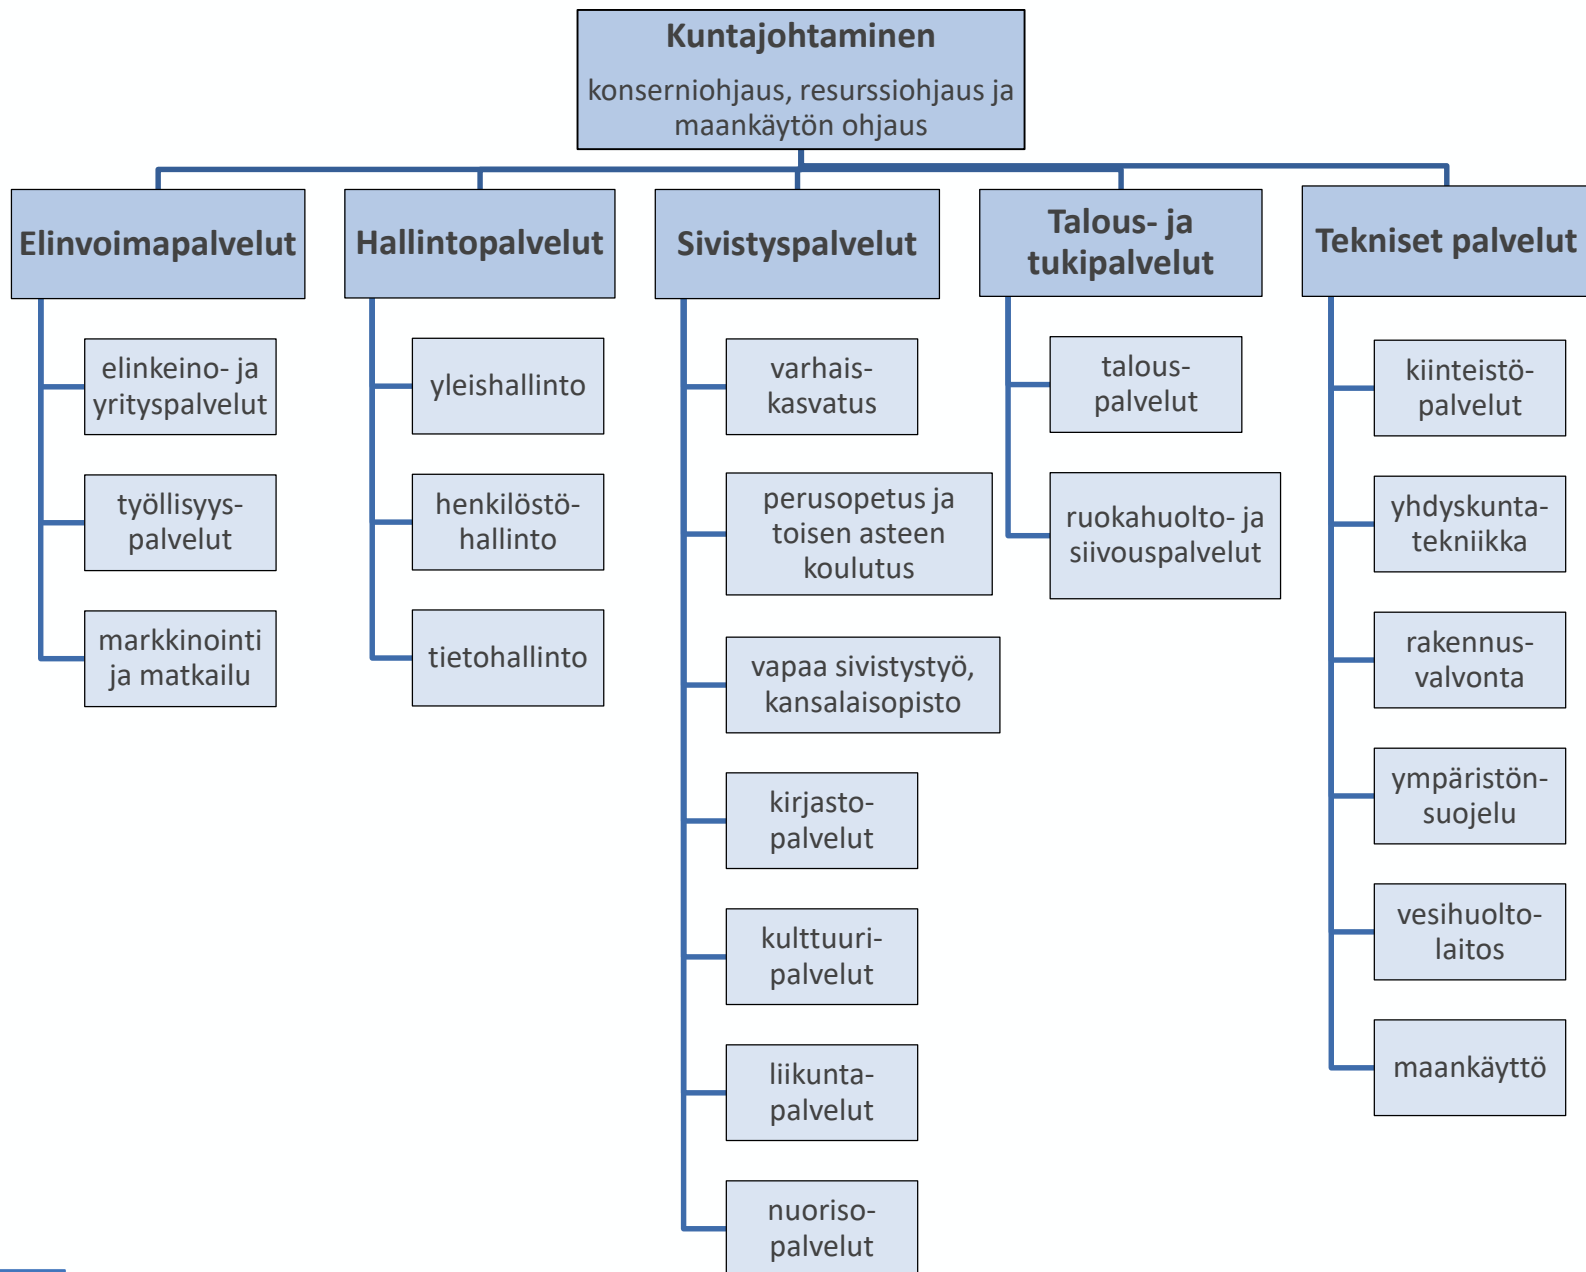 Kuntajohtaminen
konserniohjaus, resurssiohjaus ja
maankäytön ohjaus
Elinvoimapalvelut
elinkeino- ja
yrityspalvelut
työllisyys-
palvelut
markkinointi
ja matkailu
Hallintopalvelut
yleishallinto
henkilöstö-
hallinto
tietohallinto
Sivistyspalvelut
varhais-
kasvatus
perusopetus ja
toisen asteen
koulutus
vapaa sivistystyö,
kansalaisopisto
kirjasto-
palvelut
kulttuuri-
palvelut
liikunta-
palvelut
nuoriso-
palvelut
Talous- ja
tukipalvelut
talous-
palvelut
ruokahuolto- ja
siivouspalvelut
Tekniset palvelut
kiinteistö-
palvelut
yhdyskunta-
tekniikka
rakennus-
valvonta
ympäristön-
suojelu
vesihuolto-
laitos
maankäyttö